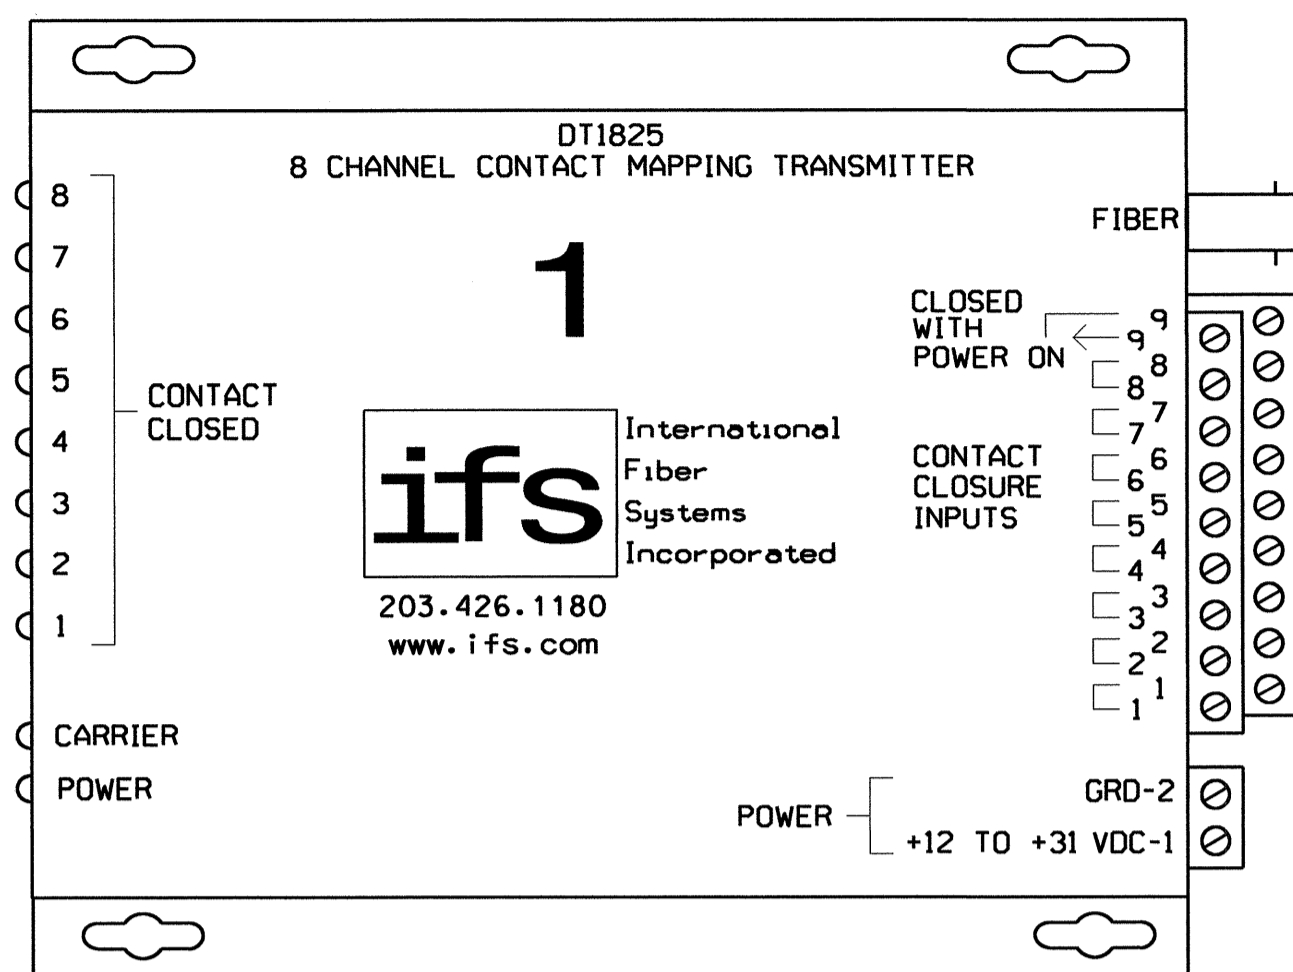 DT1825
8 CHANNEL CONTACT MAPPING TRANSMITTER
8
7
6
5
4
3
2
1
CONTACT
CLOSED
CARRIER
POWER
1
ifs
International
Fiber
Systems
Incorporated
203.426.1180
www.ifs.com
FIBER
CLOSED
WITH
POWER ON
9
9
8
8
7
7
6
6
5
5
4
4
3
3
2
2
1
1
CONTACT
CLOSURE
INPUTS
POWER
GRD-2
+12 TO +31 VDC-1